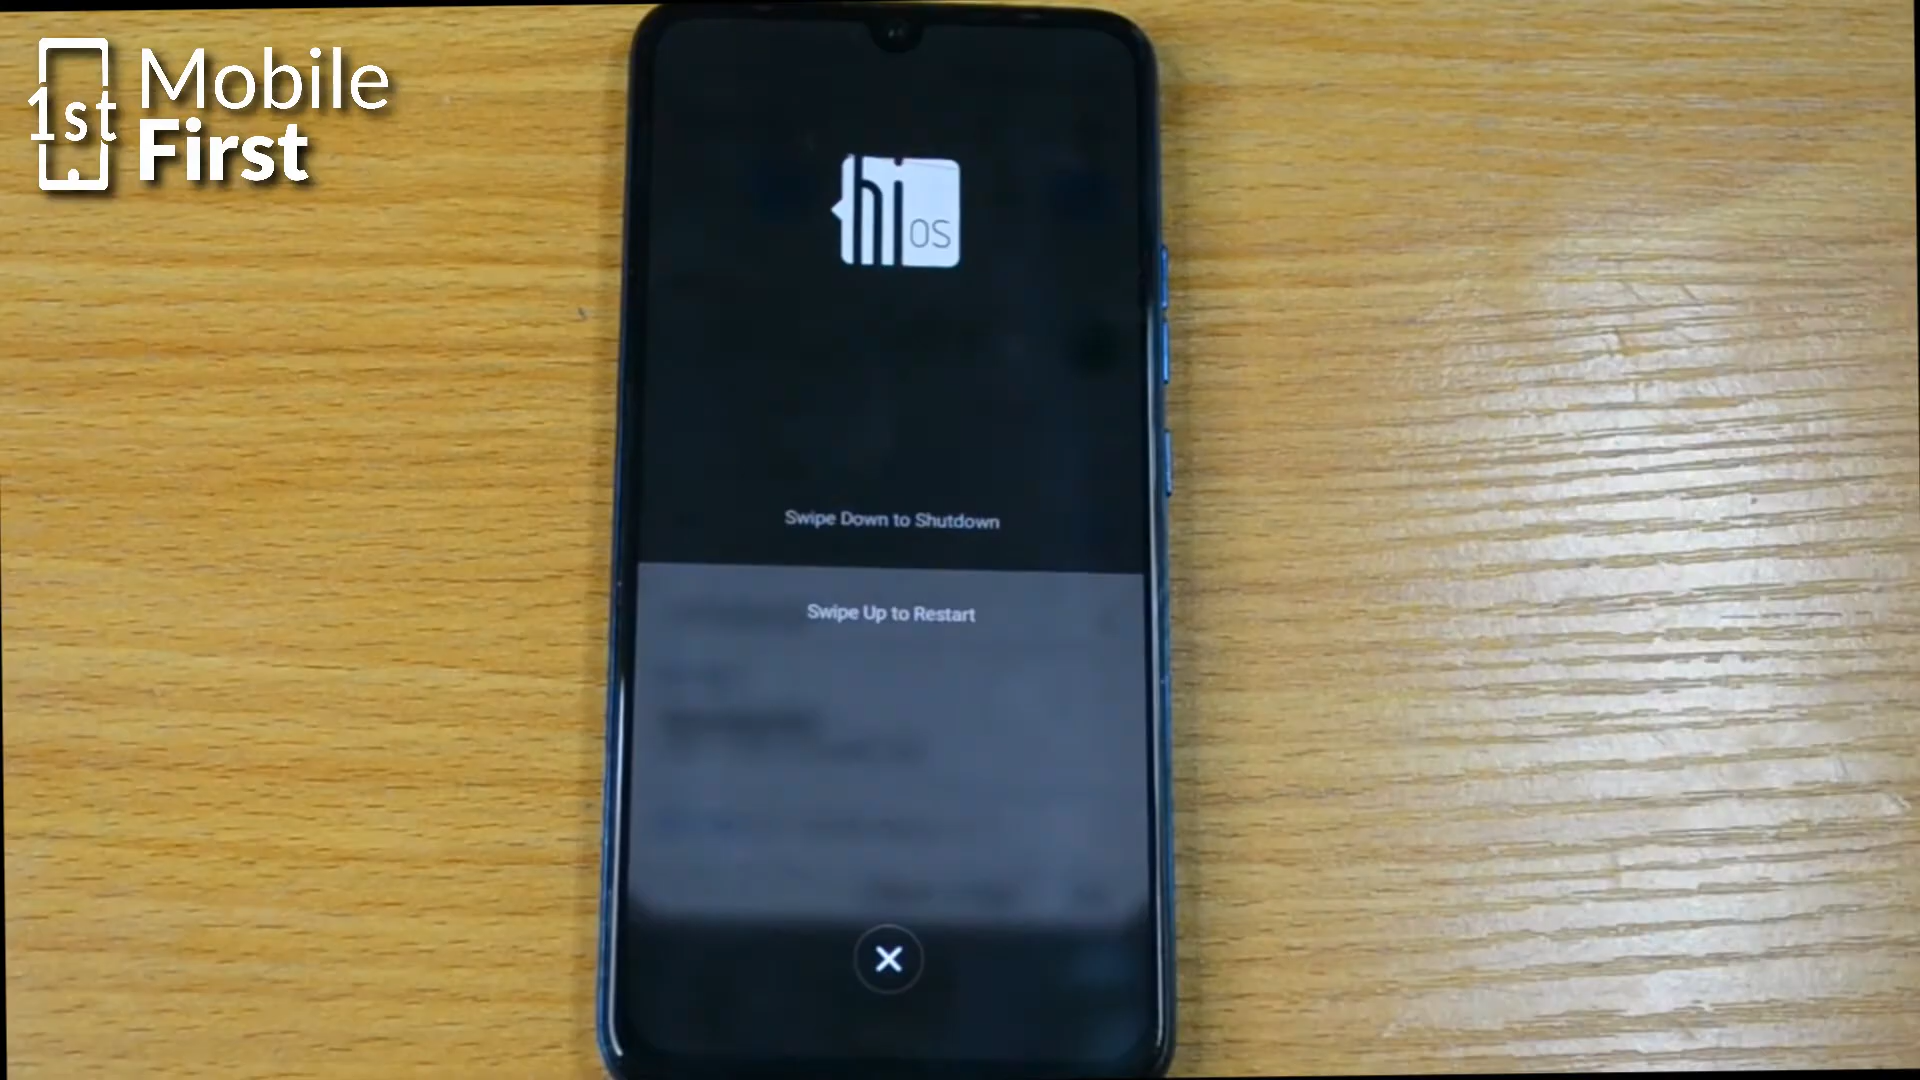 1st
Mobile
First
hi
OS
Swipe Down to Shutdown
Swipe Up to Restart